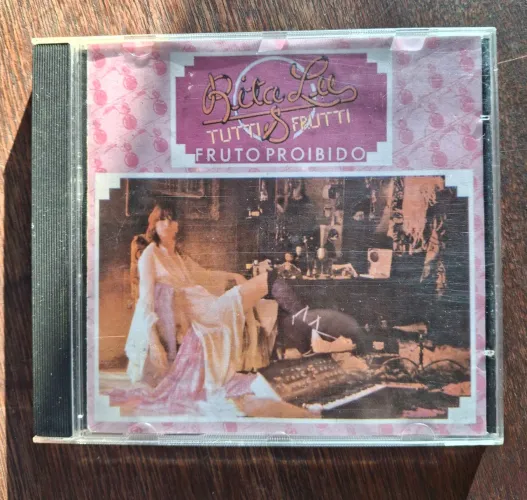 Rita Lee
&
TUTTI FRUTTI
FRUTO PROIBIDO